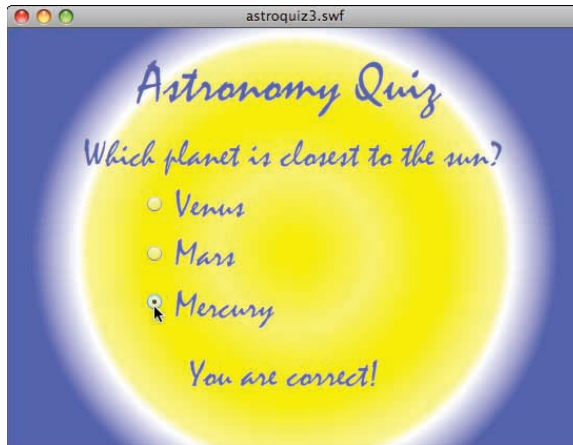 astroquiz3.swf
Astronomy Quiz
Which planet is closest to the sun?
Venus
Mars
Mercury
You are correct!